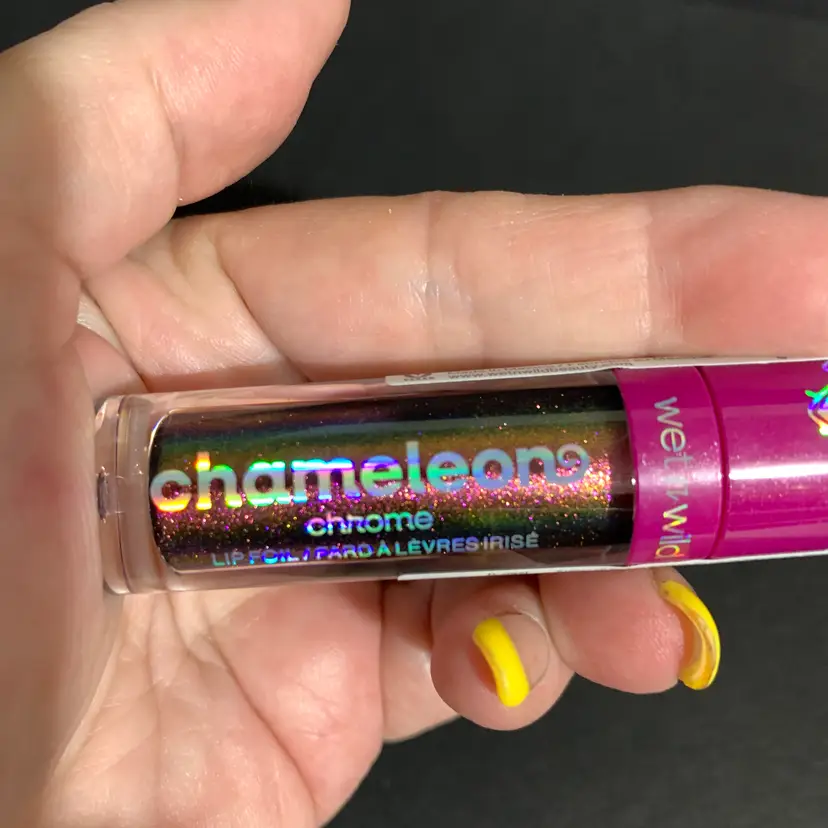 chameleon
chrome
LIP FOIL / FARD À LÈVRES IRISÉ
wet n wild